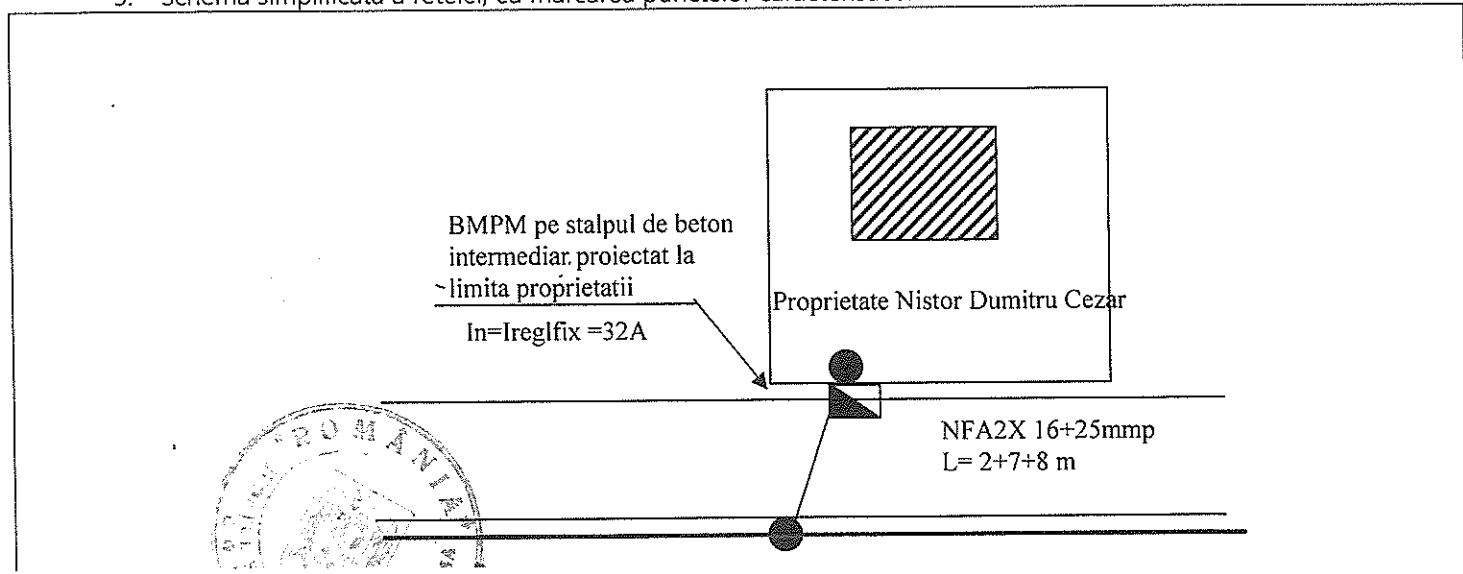 BMPM pe stalpul de beton
intermediar. proiectat la
limita proprietatii
In=Ireglfix =32A
Proprietate Nistor Dumitru Cezar
NFA2X 16+25mmp
L= 2+7+8 m
ROMANIA